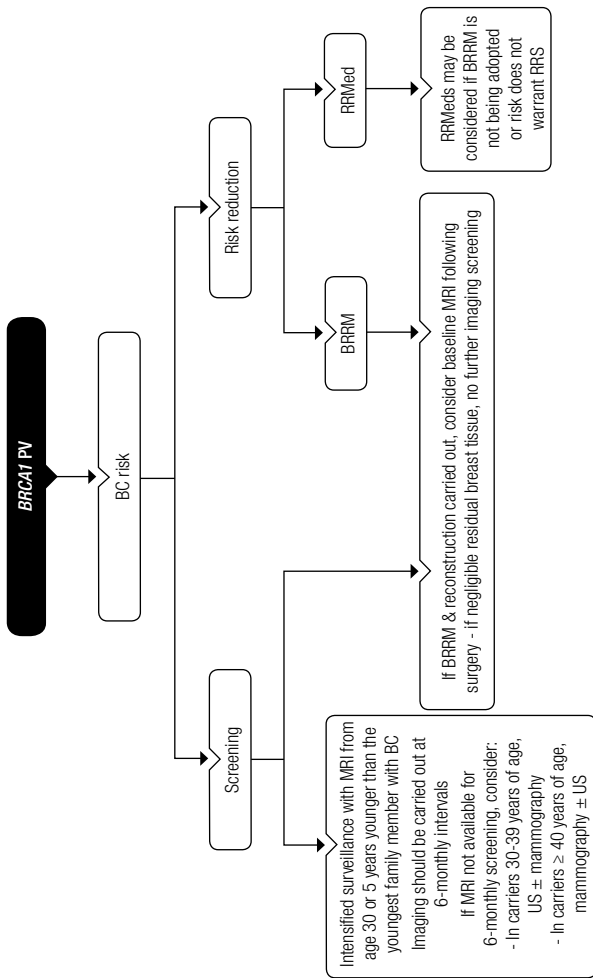 BRCA1 PV
BC risk
Screening
Risk reduction
BRRM
RRMed
Intensified surveillance with MRI from
age 30 or 5 years younger than the
youngest family member with BC
Imaging should be carried out at
6-monthly intervals
If MRI not available for
6-monthly screening, consider:
- In carriers 30-39 years of age,
US ± mammography
- In carriers ≥ 40 years of age,
mammography ± US
If BRRM & reconstruction carried out, consider baseline MRI following
surgery - if negligible residual breast tissue, no further imaging screening
RRMeds may be
considered if BRRM is
not being adopted
or risk does not
warrant RRS